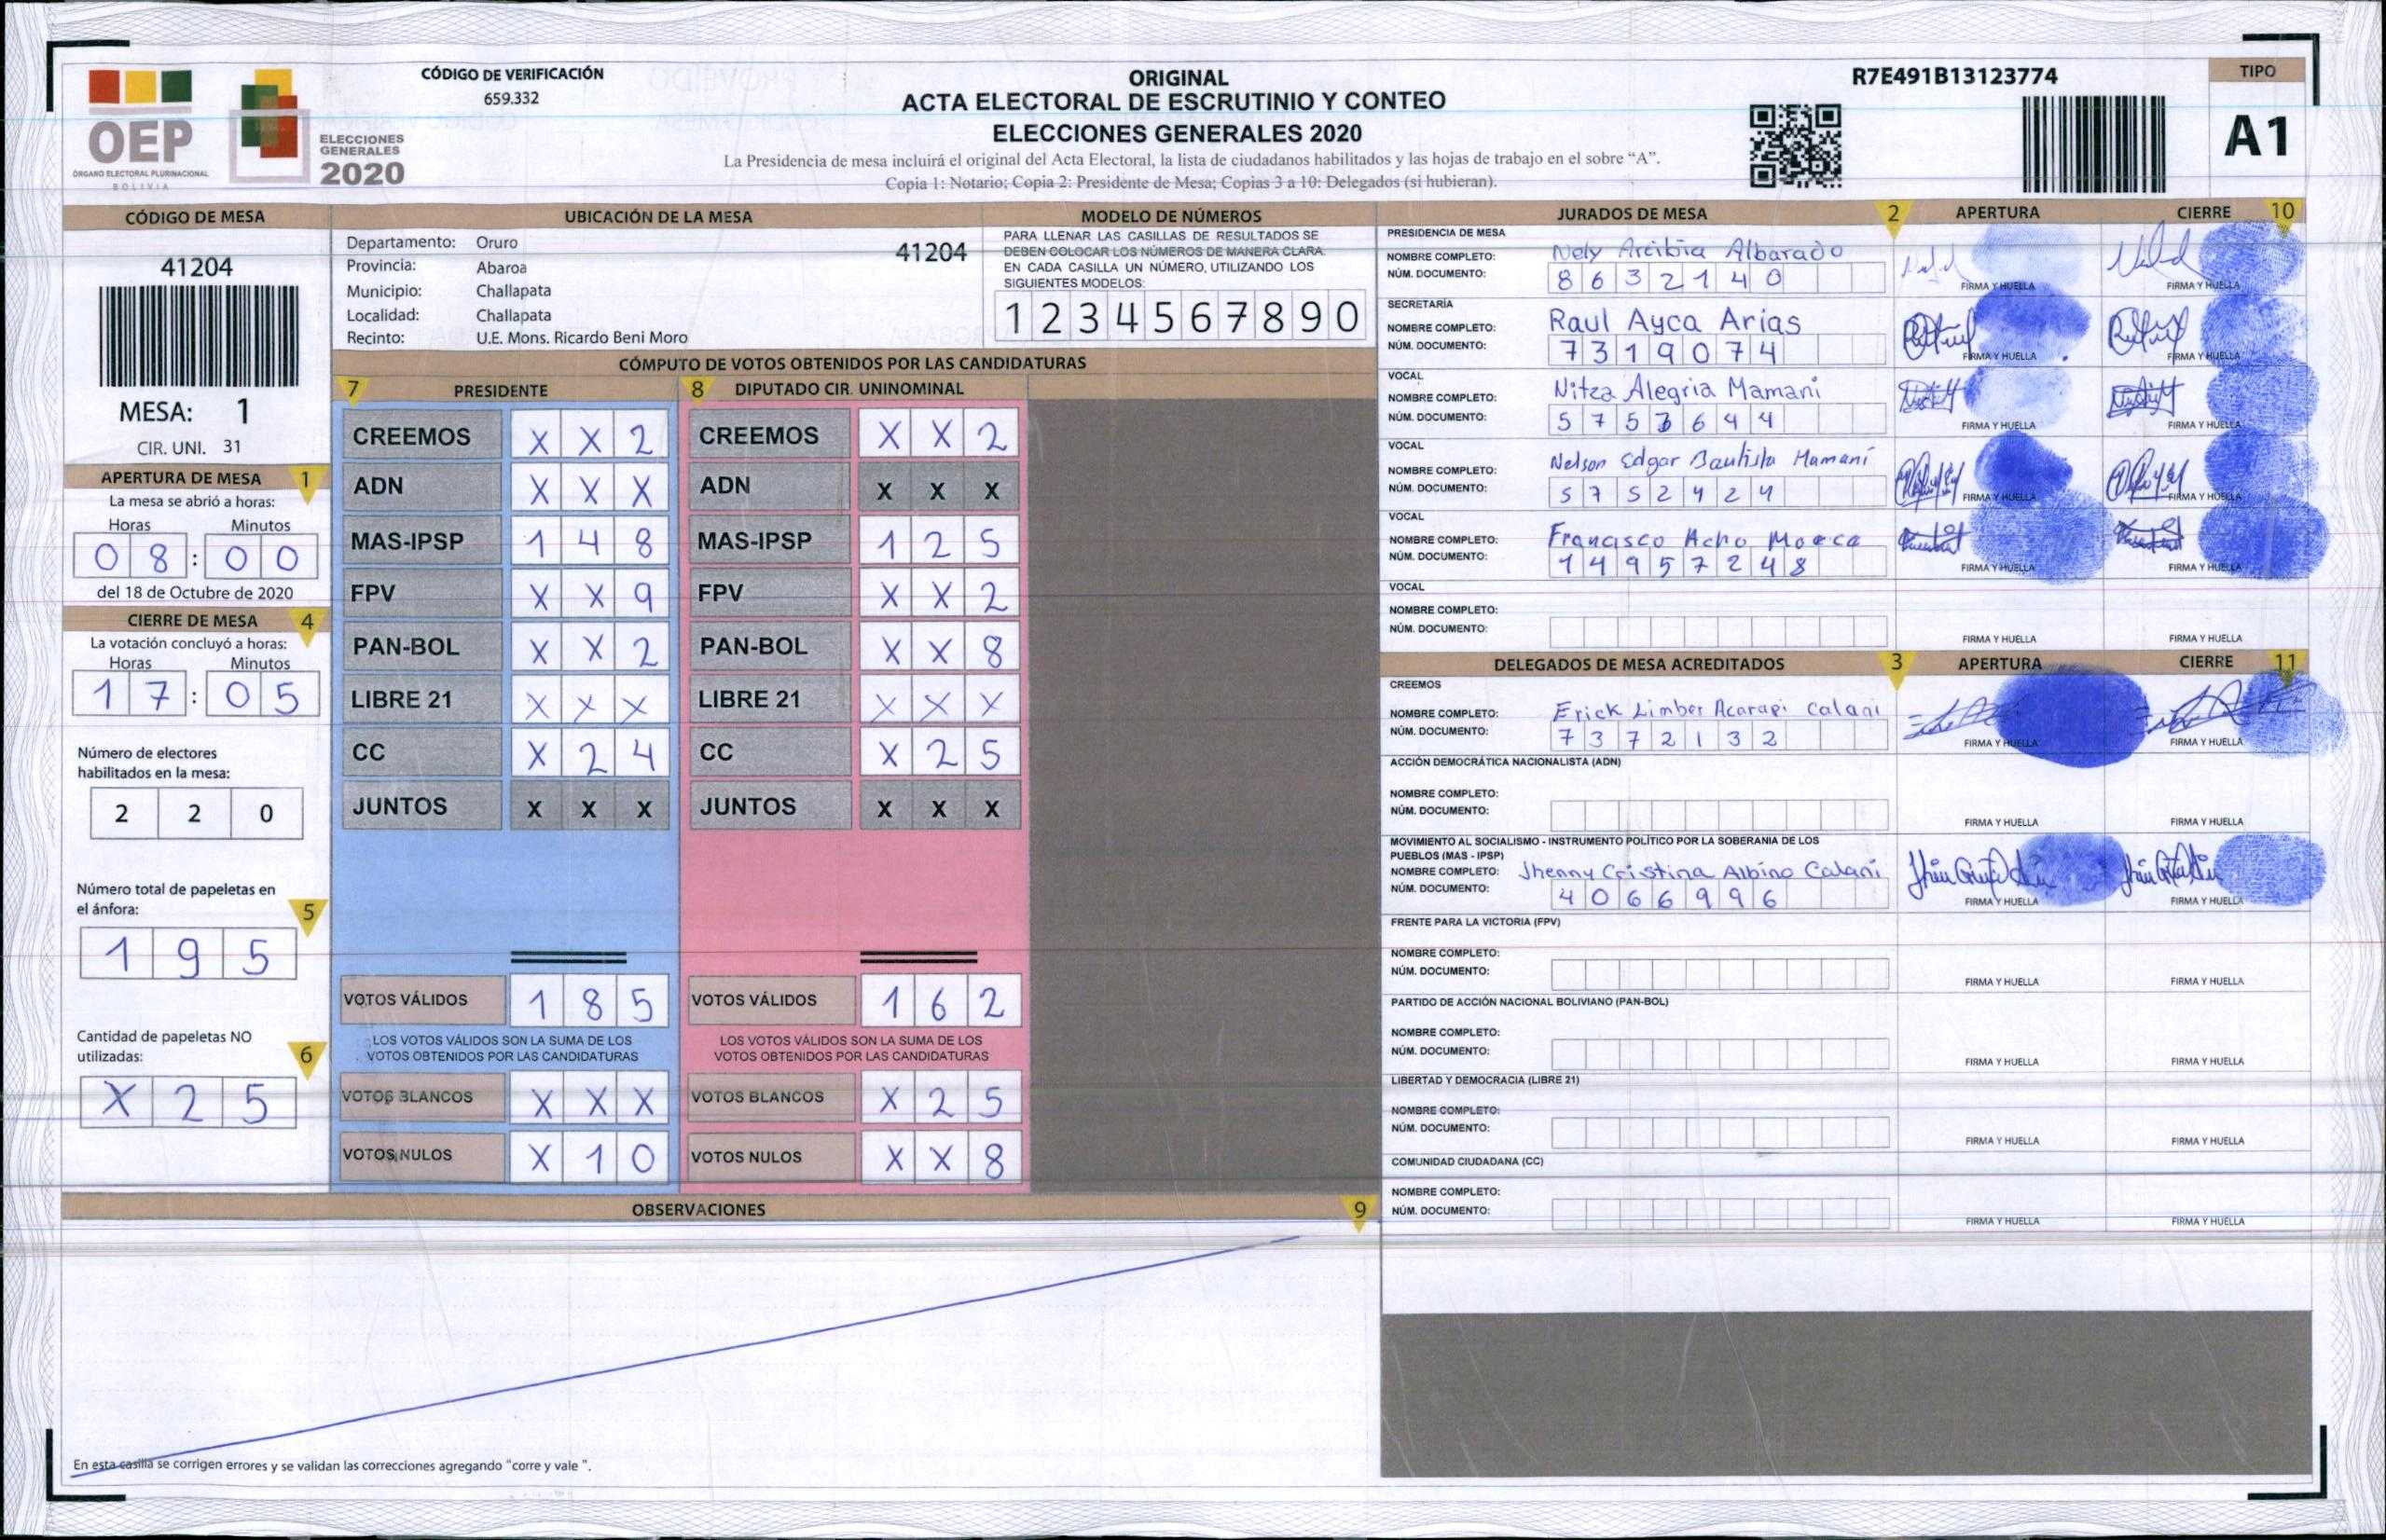 OEP
ÓRGANO ELECTORAL PLURINACIONAL
BOLIVIA
ELECCIONES
GENERALES
2020
CÓDIGO DE VERIFICACIÓN
659.332
ORIGINAL
ACTA ELECTORAL DE ESCRUTINIO Y CONTEO
ELECCIONES GENERALES 2020
La Presidencia de mesa incluirá el original del Acta Electoral, la lista de ciudadanos habilitados y las hojas de trabajo en el sobre “A”.
Copia 1: Notario; Copia 2: Presidente de Mesa; Copias 3 a 10: Delegados (si hubieran).
R7E491B13123774
TIPO
A1
CÓDIGO DE MESA
41204
MESA: 1
CIR. UNI. 31
APERTURA DE MESA 1
La mesa se abrió a horas:
Horas Minutos
08:00
del 18 de Octubre de 2020
CIERRE DE MESA 4
La votación concluyó a horas:
Horas Minutos
17:05
Número de electores
habilitados en la mesa:
2 2 0
Número total de papeletas en
el ánfora: 5
1 9 5
Cantidad de papeletas NO
utilizadas: 6
X 2 5
UBICACIÓN DE LA MESA
Departamento: Oruro 41204
Provincia: Abaroa
Municipio: Challapata
Localidad: Challapata
Recinto: U.E. Mons. Ricardo Beni Moro
MODELO DE NÚMEROS
PARA LLENAR LAS CASILLAS DE RESULTADOS SE
DEBEN COLOCAR LOS NÚMEROS DE MANERA CLARA.
EN CADA CASILLA UN NÚMERO, UTILIZANDO LOS
SIGUIENTES MODELOS:
1 2 3 4 5 6 7 8 9 0
CÓMPUTO DE VOTOS OBTENIDOS POR LAS CANDIDATURAS
7 PRESIDENTE 8 DIPUTADO CIR. UNINOMINAL
CREEMOS X X 2 CREEMOS X X 2
ADN X X X ADN X X X
MAS-IPSP 1 4 8 MAS-IPSP 1 2 5
FPV X X 9 FPV X X 2
PAN-BOL X X 2 PAN-BOL X X 8
LIBRE 21 X X X LIBRE 21 X X X
CC X 2 4 CC X 2 5
JUNTOS X X X JUNTOS X X X
VOTOS VÁLIDOS 1 8 5 VOTOS VÁLIDOS 1 6 2
LOS VOTOS VÁLIDOS SON LA SUMA DE LOS LOS VOTOS VÁLIDOS SON LA SUMA DE LOS
VOTOS OBTENIDOS POR LAS CANDIDATURAS VOTOS OBTENIDOS POR LAS CANDIDATURAS
VOTOS BLANCOS X X X VOTOS BLANCOS X 2 5
VOTOS NULOS X 1 0 VOTOS NULOS X X 8
OBSERVACIONES 9
En esta casilla se corrigen errores y se validan las correcciones agregando “corre y vale ”.
JURADOS DE MESA 2 APERTURA CIERRE 10
PRESIDENCIA DE MESA
NOMBRE COMPLETO: Nely Arcibia Albarado
NÚM. DOCUMENTO: 8 6 3 2 1 4 0 FIRMA Y HUELLA FIRMA Y HUELLA
SECRETARÍA
NOMBRE COMPLETO: Raul Ayca Arias
NÚM. DOCUMENTO: 7 3 1 9 0 7 4 FIRMA Y HUELLA FIRMA Y HUELLA
VOCAL
NOMBRE COMPLETO: Nitza Alegria Mamani
NÚM. DOCUMENTO: 5 7 5 3 6 4 4 FIRMA Y HUELLA FIRMA Y HUELLA
VOCAL
NOMBRE COMPLETO: Nelson Edgar Bautista Mamani
NÚM. DOCUMENTO: 5 7 5 2 4 2 4 FIRMA Y HUELLA FIRMA Y HUELLA
VOCAL
NOMBRE COMPLETO: Francisco Acho
NÚM. DOCUMENTO: 1 4 9 5 7 2 4 8 FIRMA Y HUELLA FIRMA Y HUELLA
VOCAL
NOMBRE COMPLETO:
NÚM. DOCUMENTO: FIRMA Y HUELLA FIRMA Y HUELLA
DELEGADOS DE MESA ACREDITADOS 3 APERTURA CIERRE 11
CREEMOS
NOMBRE COMPLETO: Erick Limber Acarapi Calani
NÚM. DOCUMENTO: 7 3 7 2 1 3 2 FIRMA Y HUELLA FIRMA Y HUELLA
ACCIÓN DEMOCRÁTICA NACIONALISTA (ADN)
NOMBRE COMPLETO:
NÚM. DOCUMENTO: FIRMA Y HUELLA FIRMA Y HUELLA
MOVIMIENTO AL SOCIALISMO - INSTRUMENTO POLÍTICO POR LA SOBERANIA DE LOS
PUEBLOS (MAS - IPSP)
NOMBRE COMPLETO: Jhenny Cristina Albino Calani
NÚM. DOCUMENTO: 4 0 6 6 9 9 6 FIRMA Y HUELLA FIRMA Y HUELLA
FRENTE PARA LA VICTORIA (FPV)
NOMBRE COMPLETO:
NÚM. DOCUMENTO: FIRMA Y HUELLA FIRMA Y HUELLA
PARTIDO DE ACCIÓN NACIONAL BOLIVIANO (PAN-BOL)
NOMBRE COMPLETO:
NÚM. DOCUMENTO: FIRMA Y HUELLA FIRMA Y HUELLA
LIBERTAD Y DEMOCRACIA (LIBRE 21)
NOMBRE COMPLETO:
NÚM. DOCUMENTO: FIRMA Y HUELLA FIRMA Y HUELLA
COMUNIDAD CIUDADANA (CC)
NOMBRE COMPLETO:
NÚM. DOCUMENTO: FIRMA Y HUELLA FIRMA Y HUELLA